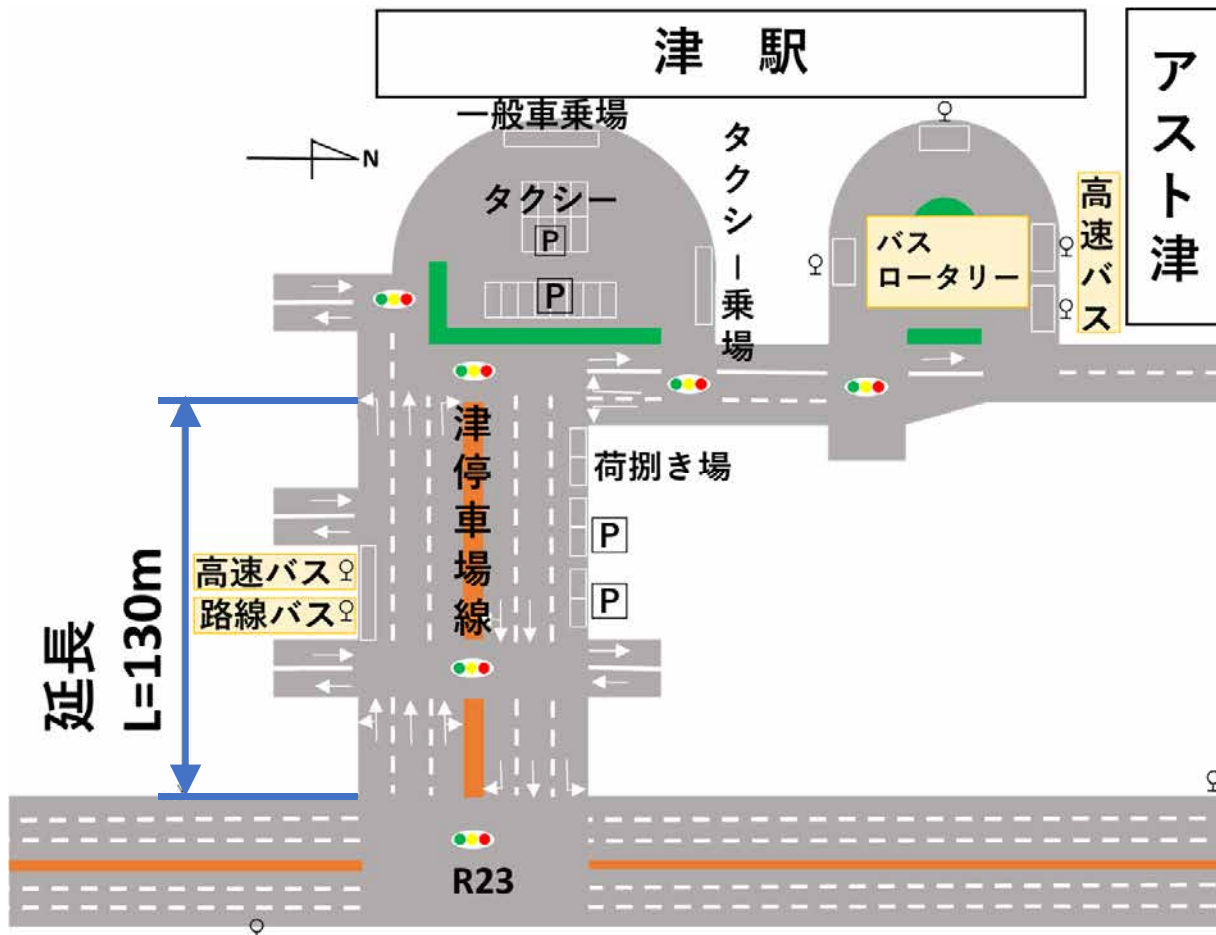 津　駅
アスト津
一般車乗場
N
タクシー
P
P
タクシー乗場
バス
ロータリー
高速バス
津停車場線
荷捌き場
P
P
高速バス
路線バス
延長
L=130m
R23